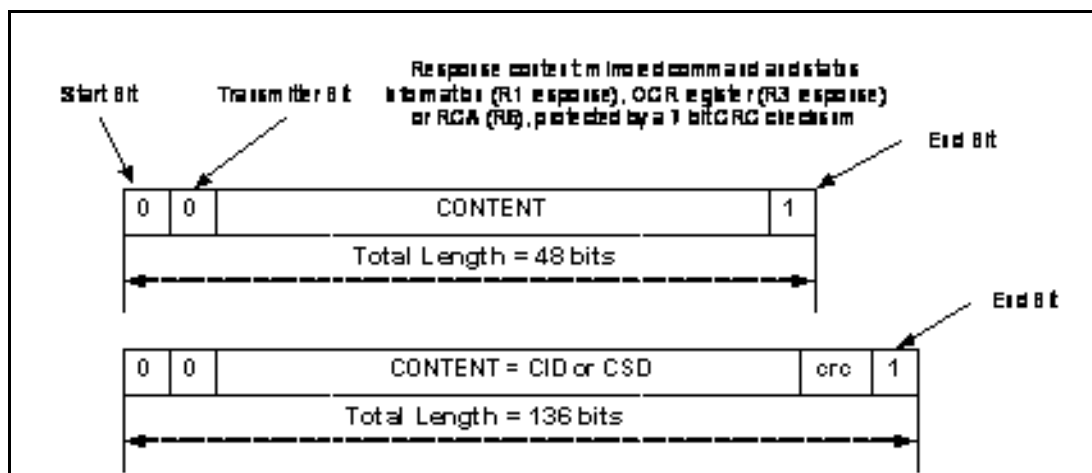 Response content: mirrored command and status
information (R1 response), OCR register (R3 response)
or RCA (R6), protected by a 7 bit CRC checksum
Start Bit
Transmitter Bit
End Bit
0 0 CONTENT 1
Total Length = 48 bits
End Bit
0 0 CONTENT = CID or CSD crc 1
Total Length = 136 bits